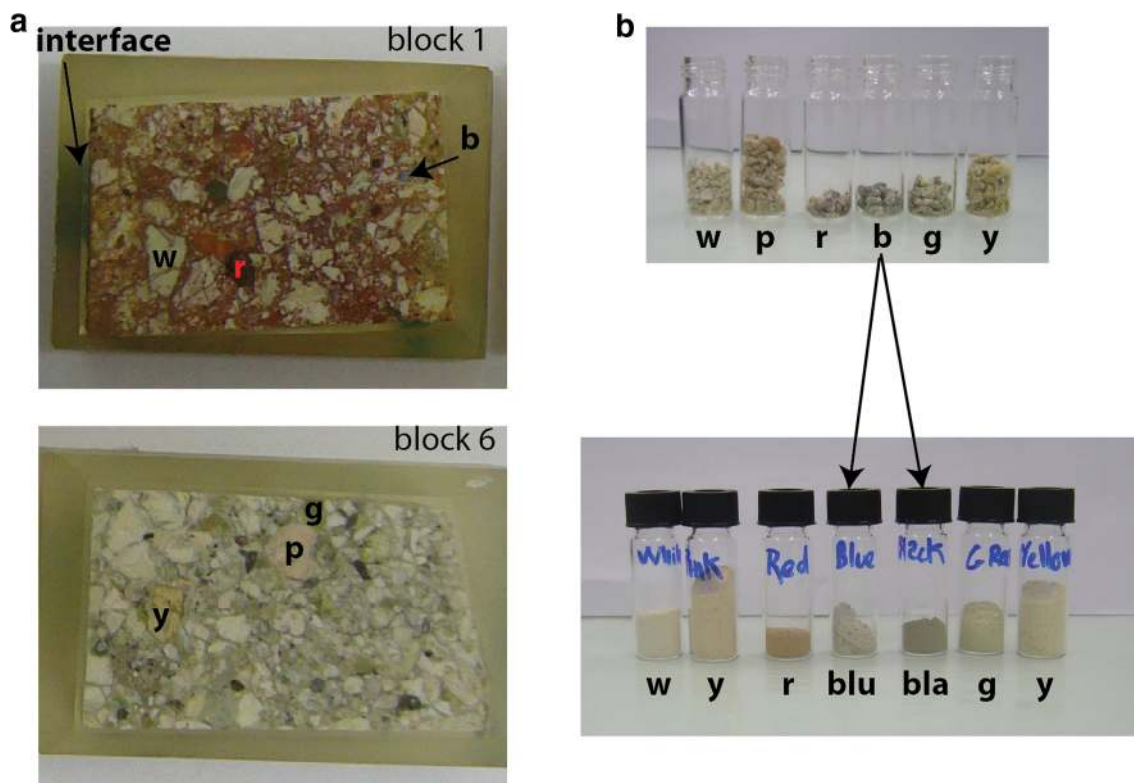 a
interface
block 1
b
w
r
block 6
g
p
y
b
w p r b g y
Red Blue Yellow
w y r blu bla g y